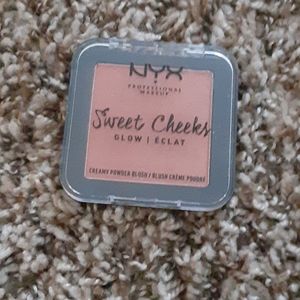 NYX
PROFESSIONAL
MAKEUP
Sweet Cheeks
GLOW | ÉCLAT
CREAMY POWDER BLUSH / BLUSH CRÈME POUDRE